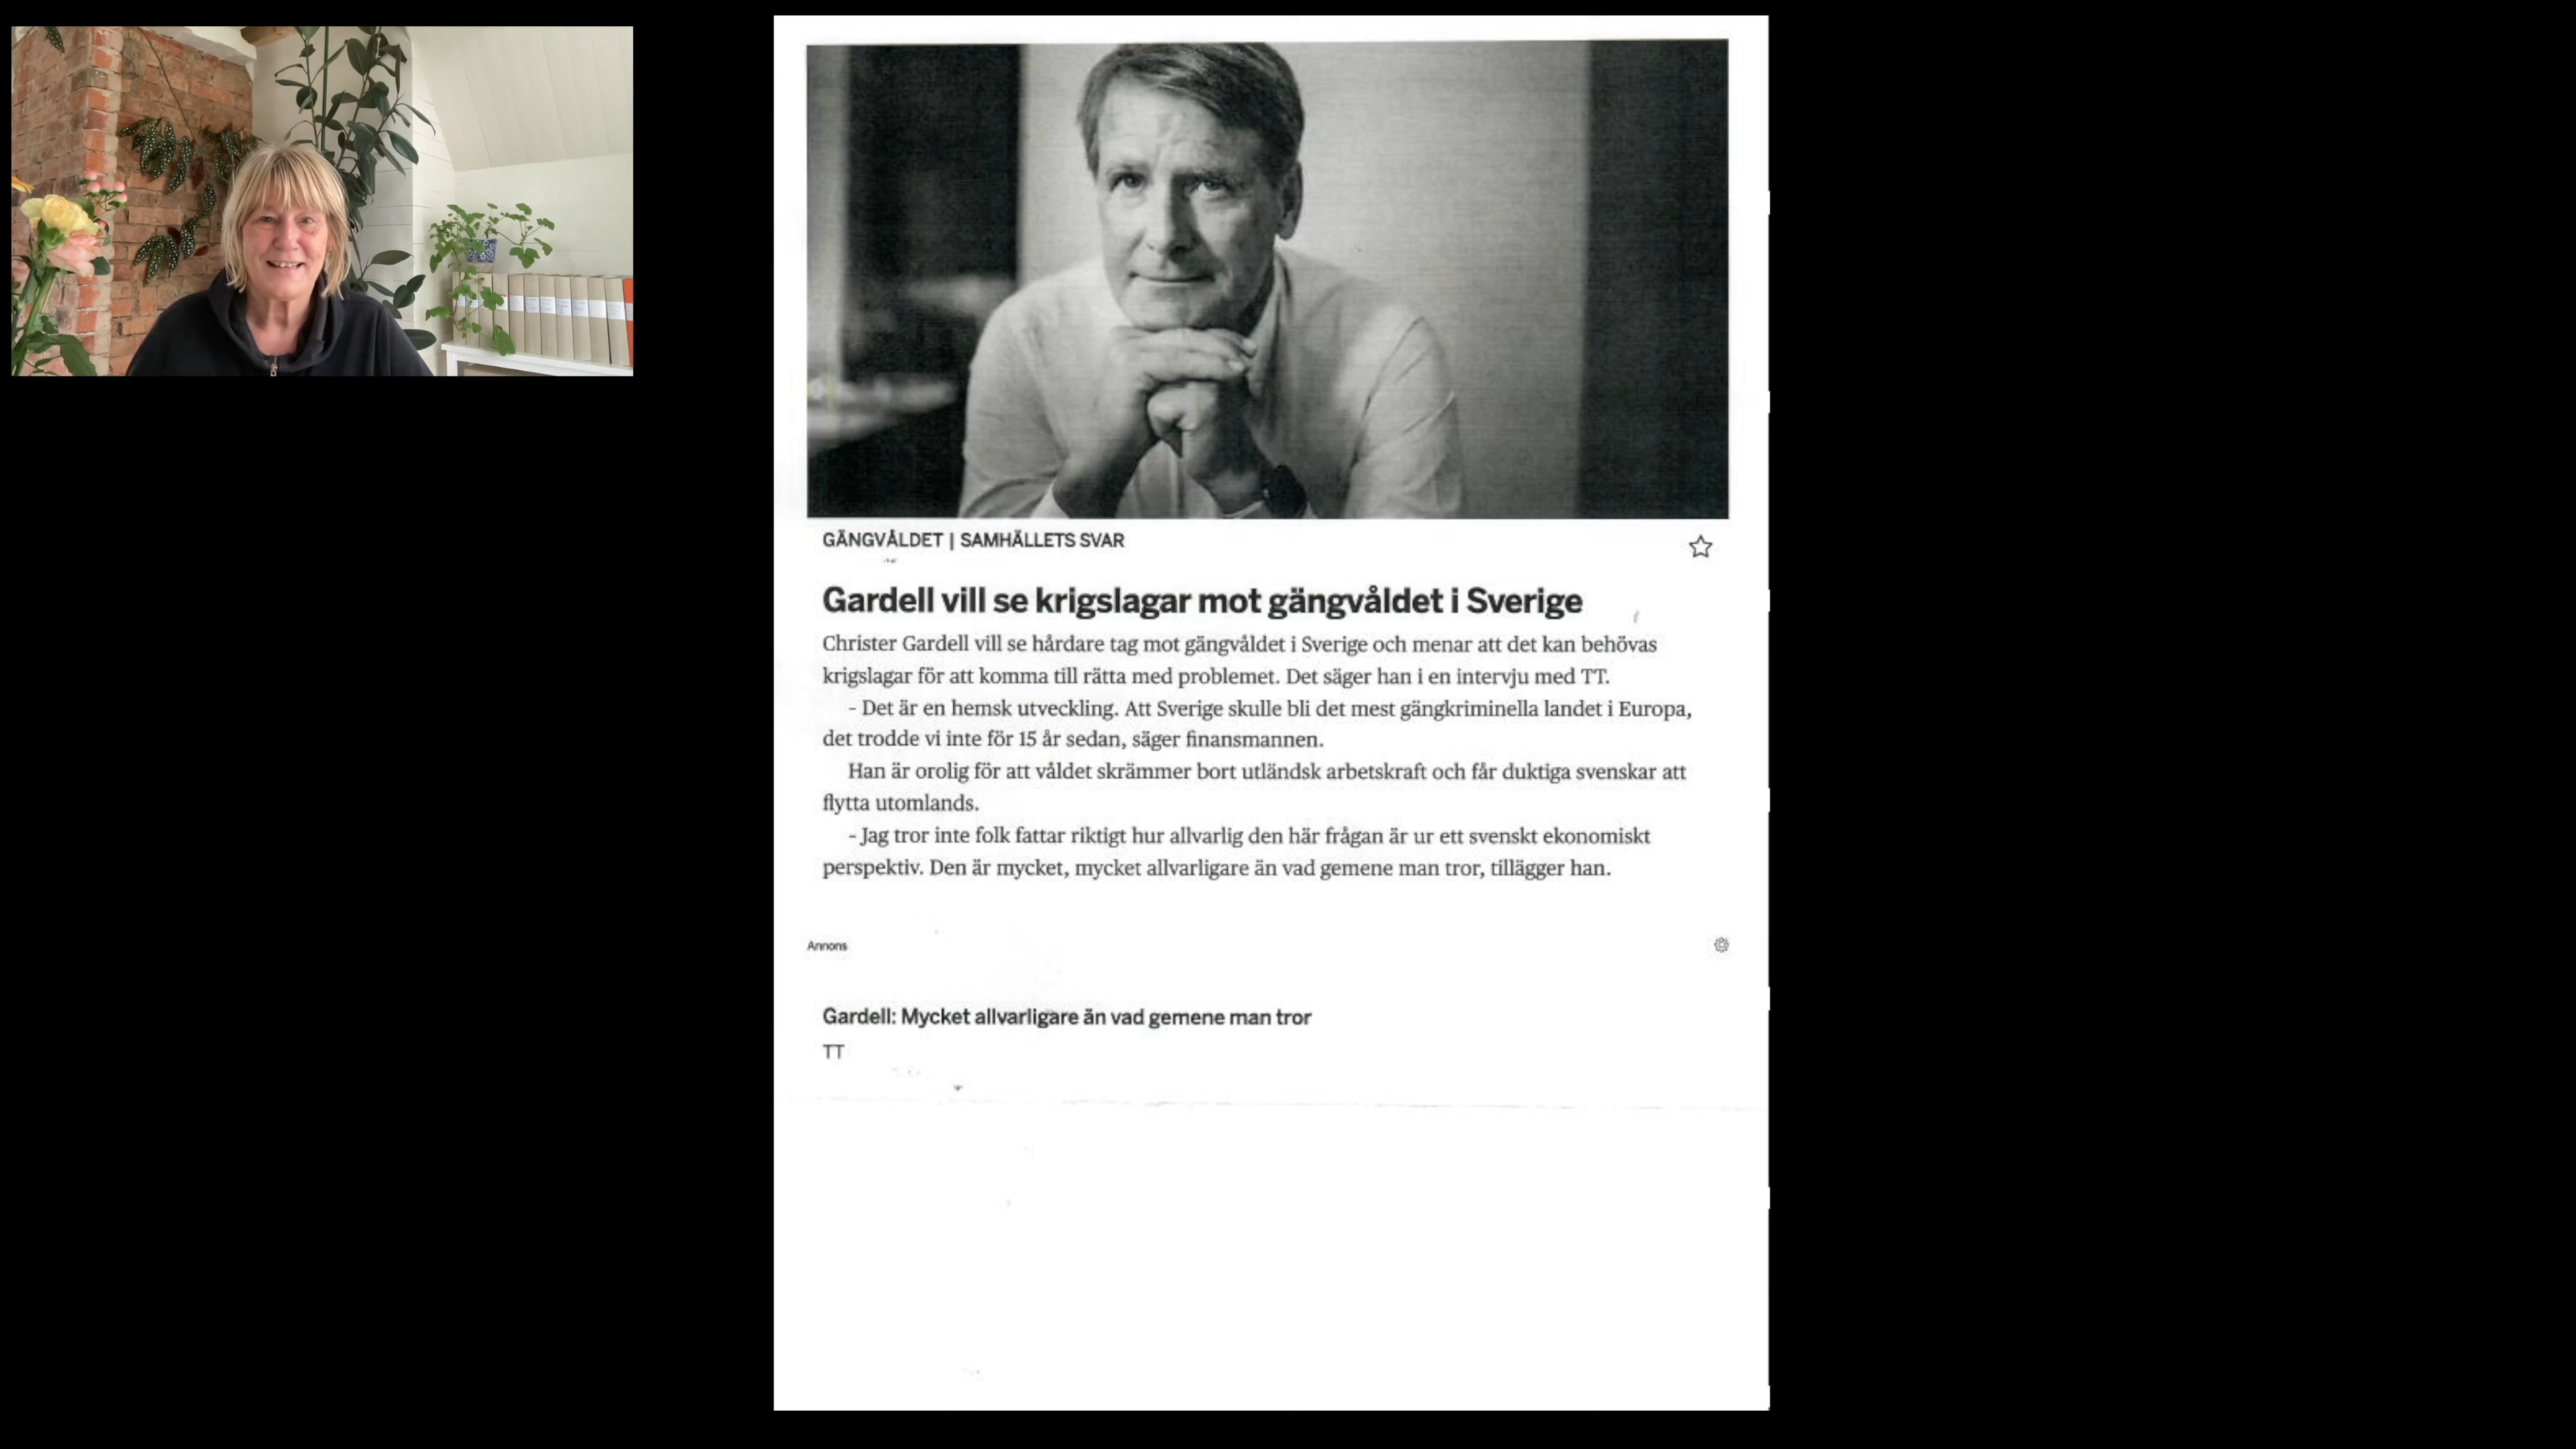 GÄNGVÅLDET | SAMHÄLLETS SVAR
Gardell vill se krigslagar mot gängvåldet i Sverige
Christer Gardell vill se hårdare tag mot gängvåldet i Sverige och menar att det kan behövas
krigslagar för att komma till rätta med problemet. Det säger han i en intervju med TT.
- Det är en hemsk utveckling. Att Sverige skulle bli det mest gängkriminella landet i Europa,
det trodde vi inte för 15 år sedan, säger finansmannen.
Han är orolig för att våldet skrämmer bort utländsk arbetskraft och får duktiga svenskar att
flytta utomlands.
- Jag tror inte folk fattar riktigt hur allvarlig den här frågan är ur ett svenskt ekonomiskt
perspektiv. Den är mycket, mycket allvarligare än vad gemene man tror, tillägger han.
Annons
Gardell: Mycket allvarligare än vad gemene man tror
TT